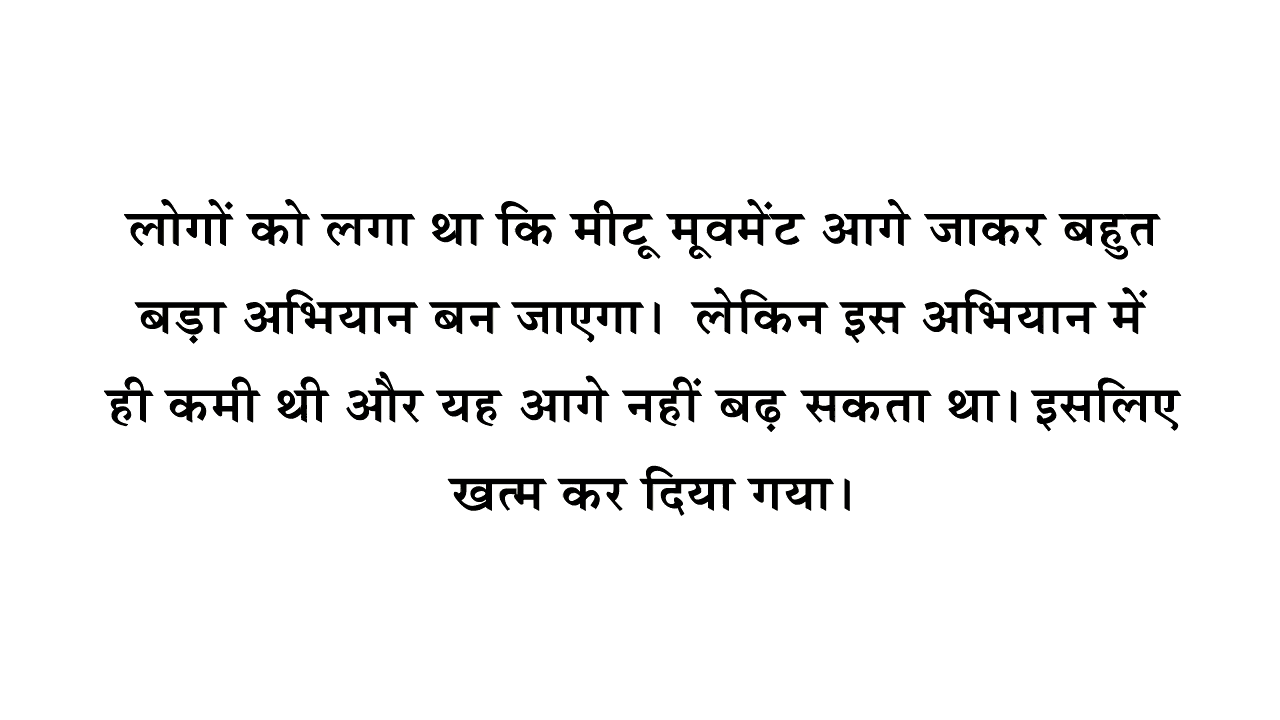 लोगों को लगा था कि मीटू मूवमेंट आगे जाकर बहुत
बड़ा अभियान बन जाएगा। लेकिन इस अभियान में
ही कमी थी और यह आगे नहीं बढ़ सकता था। इसलिए
खत्म कर दिया गया।